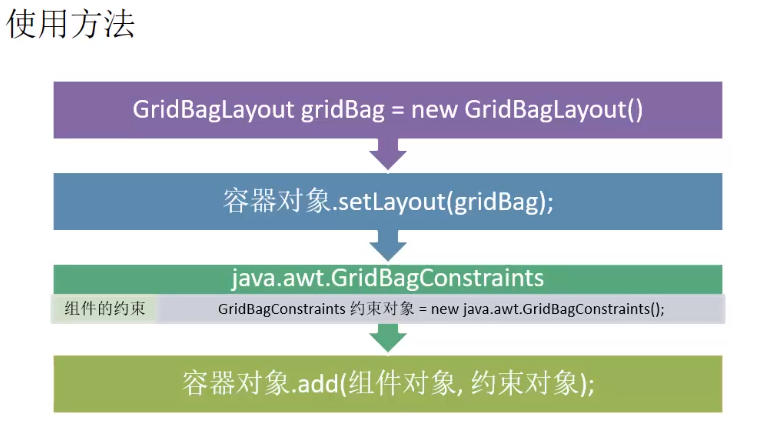 使用方法
GridBagLayout gridBag = new GridBagLayout()
容器对象.setLayout(gridBag);
java.awt.GridBagConstraints
组件的约束 GridBagConstraints 约束对象 = new java.awt.GridBagConstraints();
容器对象.add(组件对象, 约束对象);